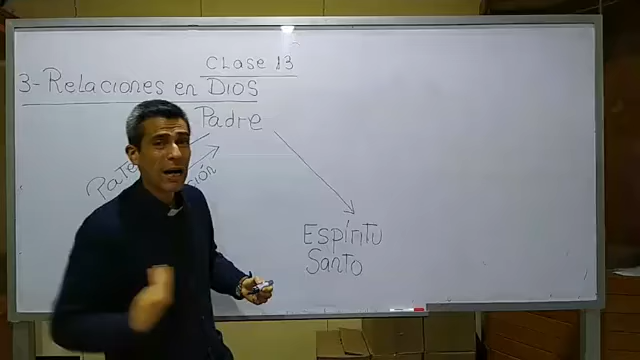 CLase 13
3- Relaciones en Dios
Padre
Espíritu
Santo